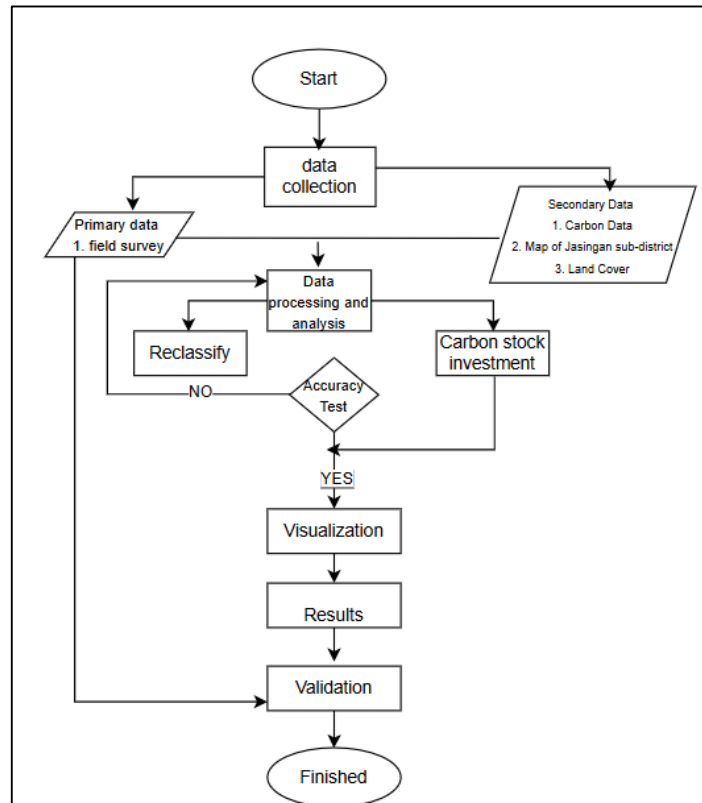 Start
data
collection
Primary data
1. field survey
Secondary Data
1. Carbon Data
2. Map of Jasingan sub-district
3. Land Cover
Data
processing and
analysis
Reclassify
Carbon stock
investment
NO
Accuracy
Test
YES
Visualization
Results
Validation
Finished